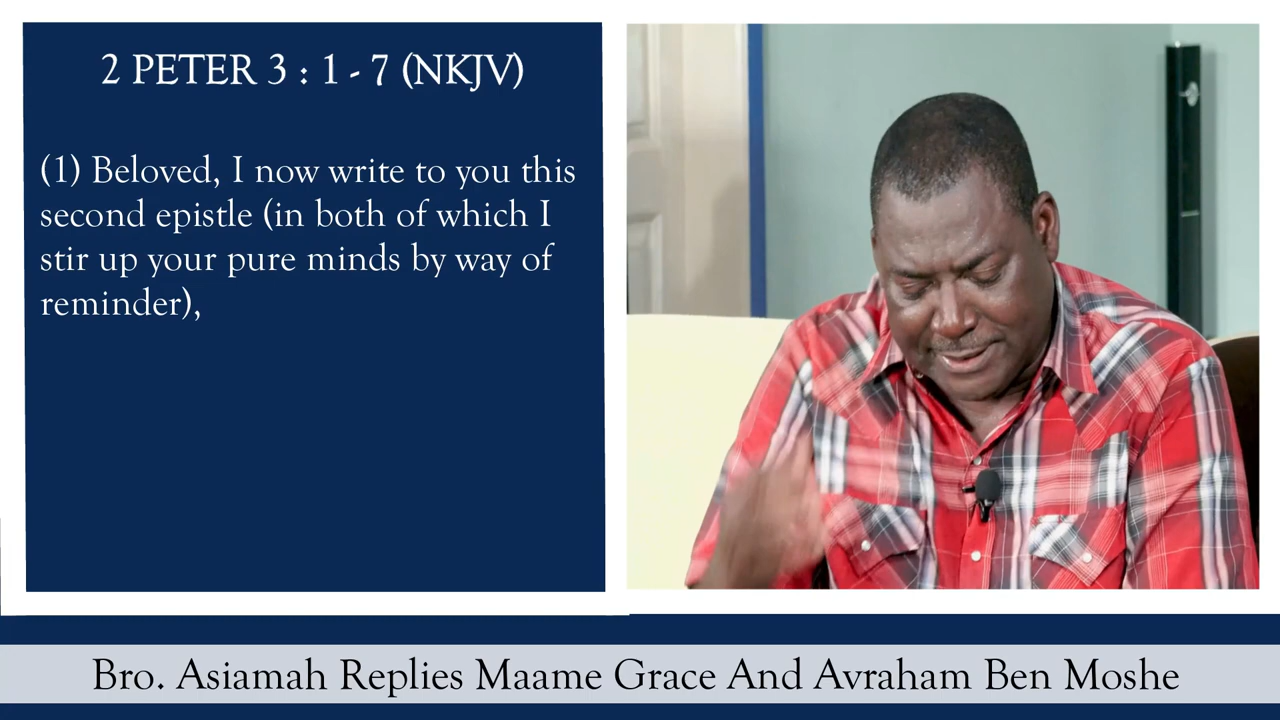 2 PETER 3 : 1 - 7 (NKJV)
(1) Beloved, I now write to you this
second epistle (in both of which I
stir up your pure minds by way of
reminder),
Bro. Asiamah Replies Maame Grace And Avraham Ben Moshe